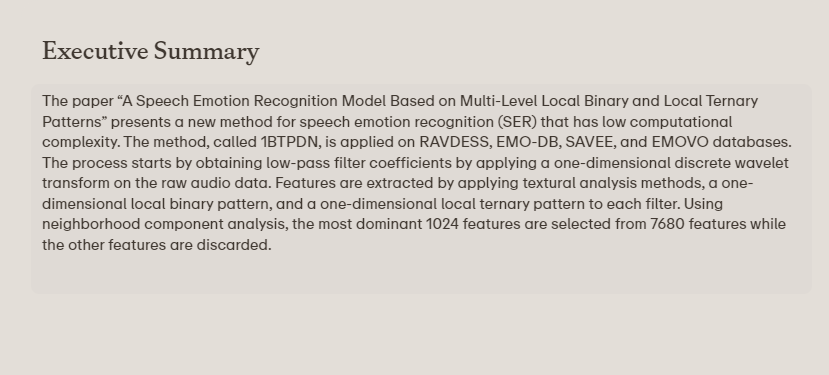 Executive Summary
The paper “A Speech Emotion Recognition Model Based on Multi-Level Local Binary and Local Ternary
Patterns” presents a new method for speech emotion recognition (SER) that has low computational
complexity. The method, called 1BTPDN, is applied on RAVDESS, EMO-DB, SAVEE, and EMOVO databases.
The process starts by obtaining low-pass filter coefficients by applying a one-dimensional discrete wavelet
transform on the raw audio data. Features are extracted by applying textural analysis methods, a one-
dimensional local binary pattern, and a one-dimensional local ternary pattern to each filter. Using
neighborhood component analysis, the most dominant 1024 features are selected from 7680 features while
the other features are discarded.